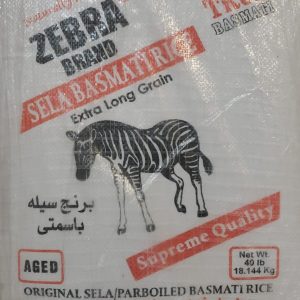 ZEBRA
BRAND
BASMATI
SELA BASMATI RICE
Extra Long Grain
برنج سیله
باسمتی
Supreme Quality
AGED
Net Wt.
40 lb
18.144 Kg
ORIGINAL SELA/PARBOILED BASMATI RICE